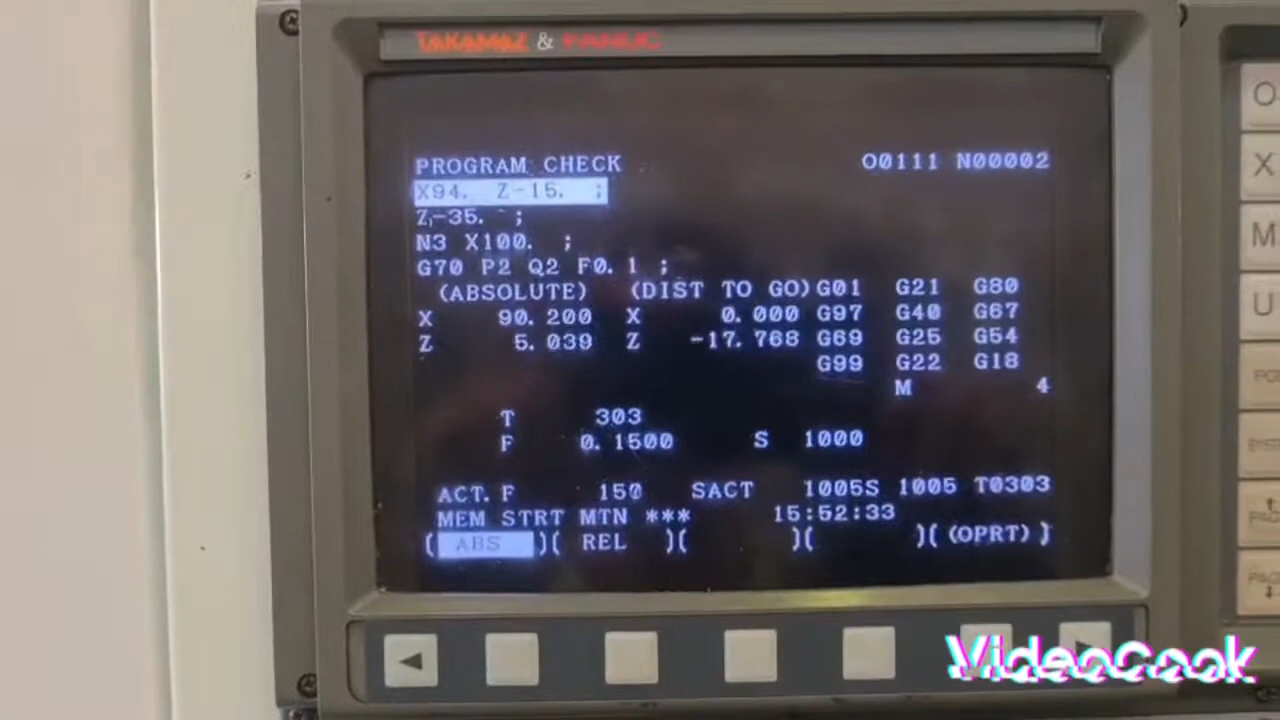 TAKAMAZ & FANUC
PROGRAM CHECK O0111 N00002
X94. Z-15. ;
Z-35. ;
N3 X100. ;
G70 P2 Q2 F0.1 ;
(ABSOLUTE) (DIST TO GO) G01 G21 G80
X 90.200 X 0.000 G97 G40 G67
Z 5.039 Z -17.768 G69 G25 G54
G99 G22 G18
M 4
T 303
F 0.1500 S 1000
ACT. F 150 SACT 1005S 1005 T0303
MEM STRT MTN *** 15:52:33
( ABS )( REL )( )( )( (OPRT) )
O
X
M
U
VideoCook